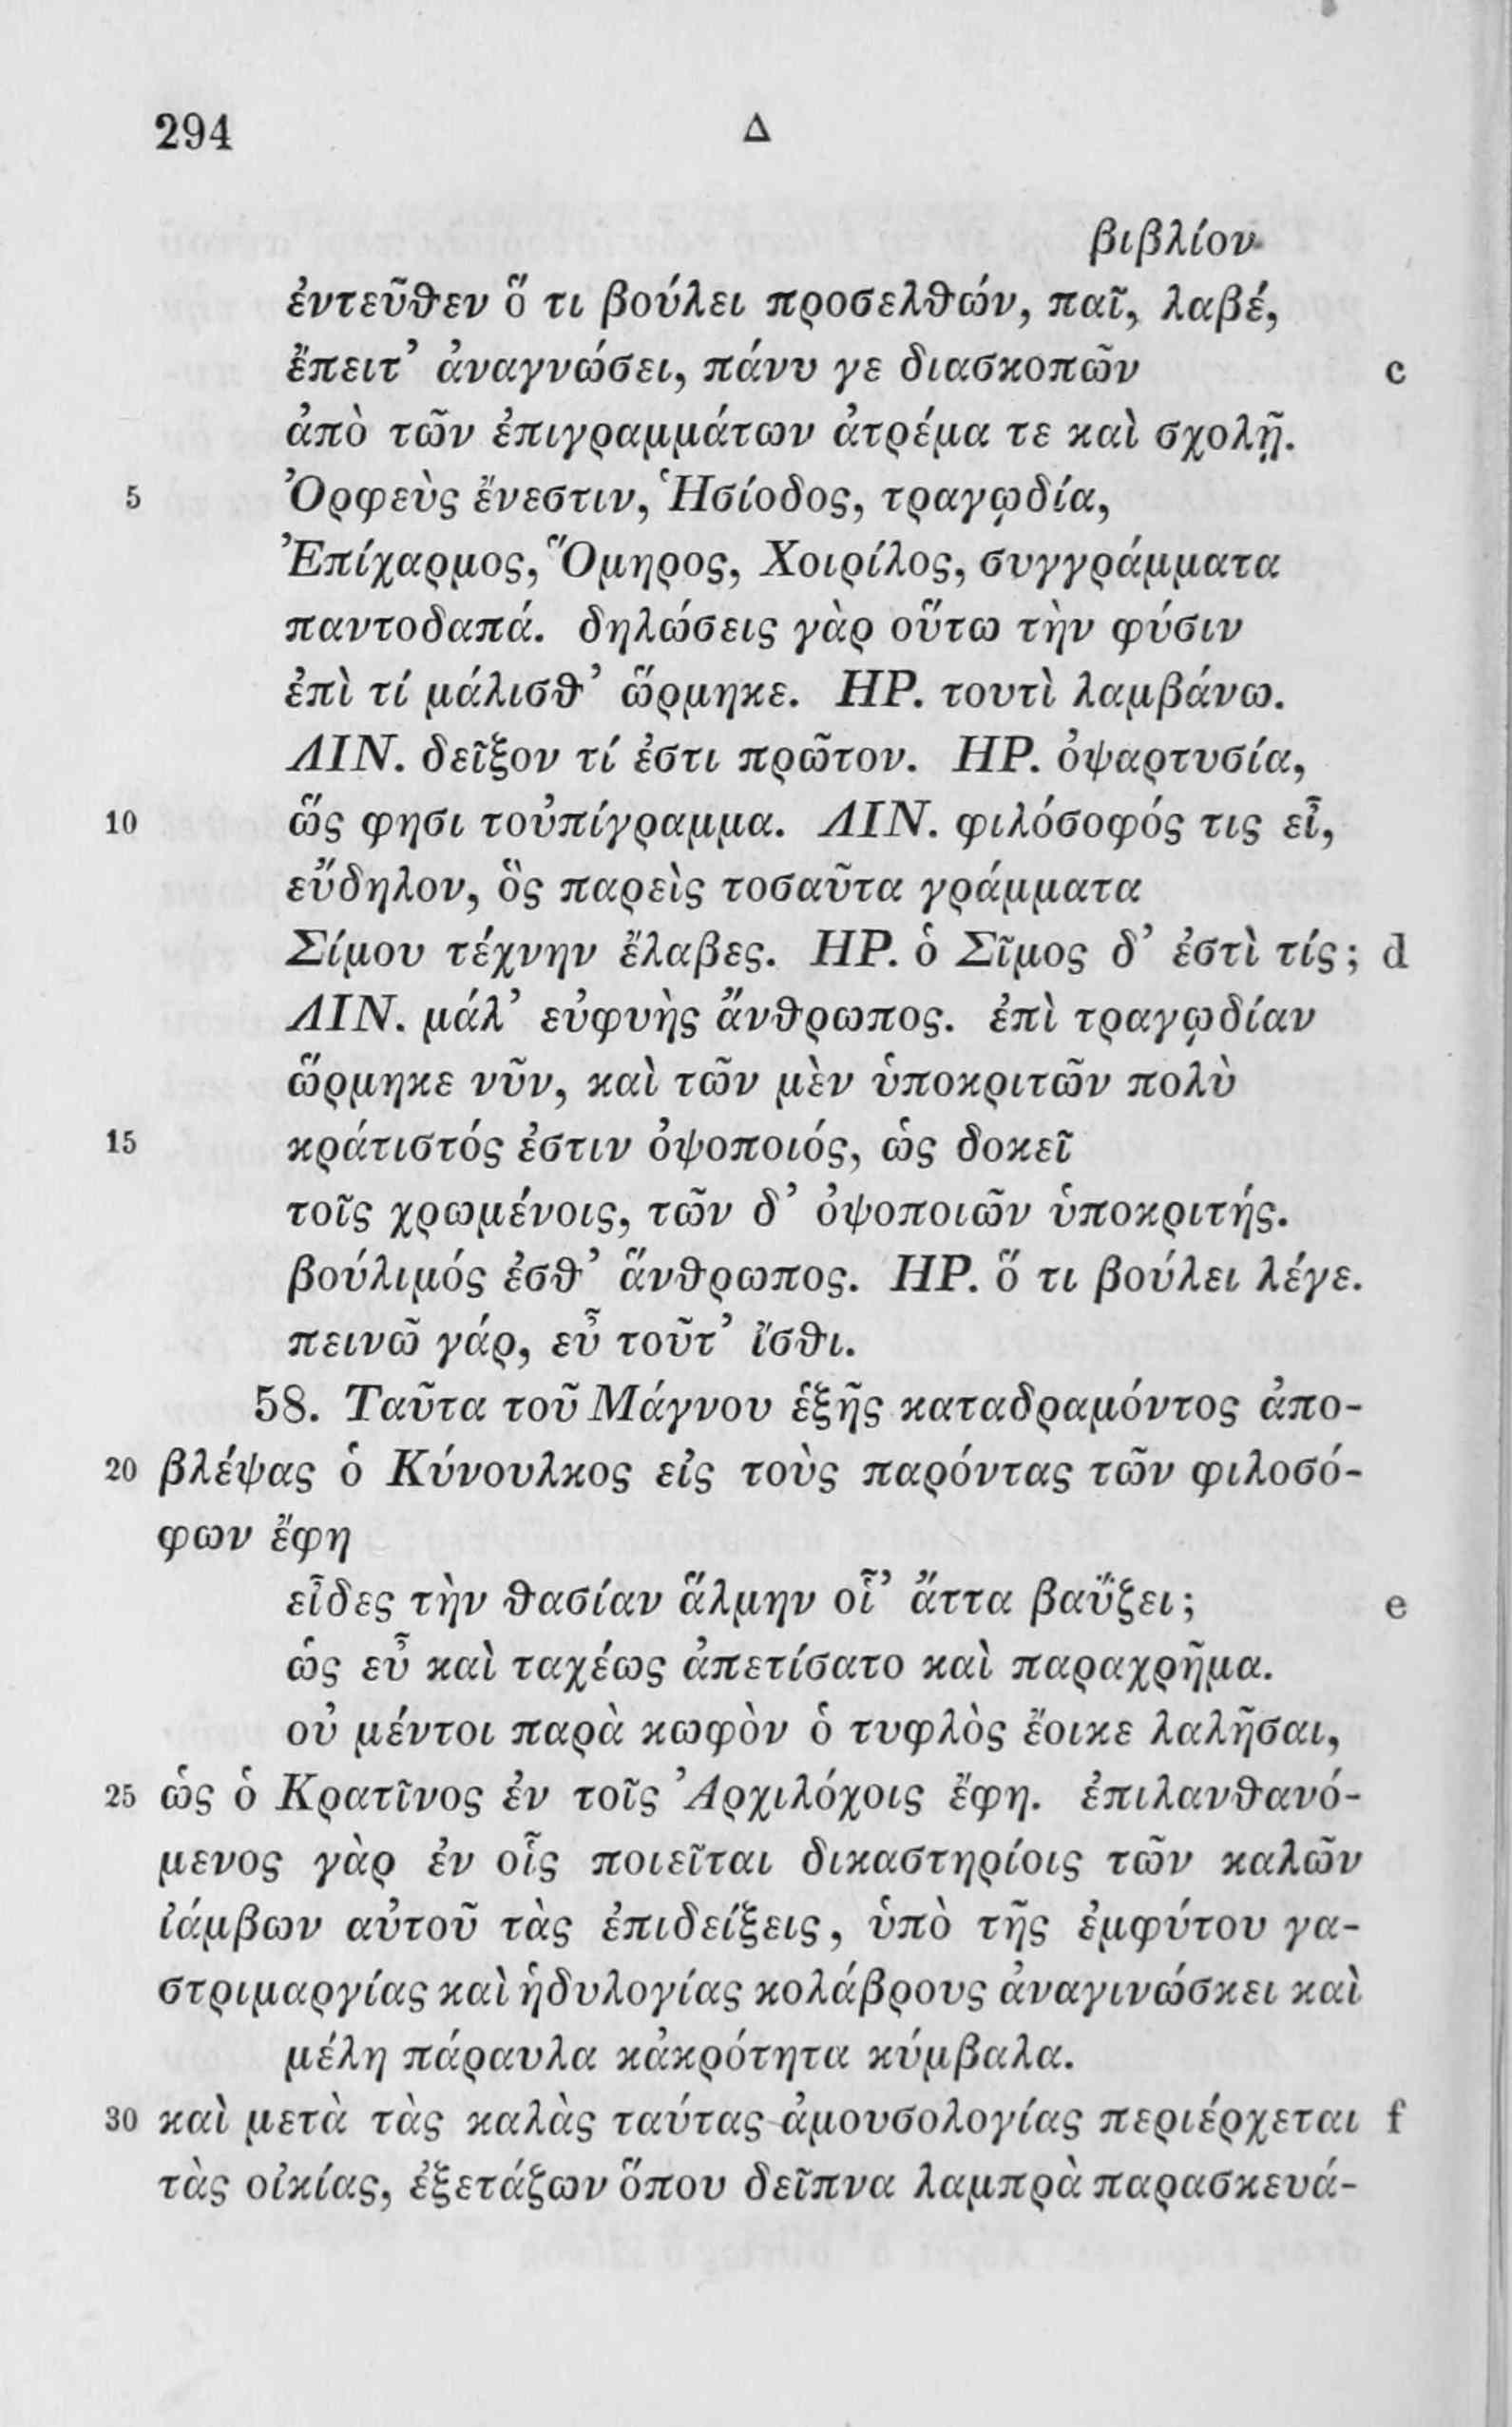 294 Δ
βιβλίον
ἐντεῦθεν ὅ τι βούλει προσελθών, παῖ, λαβέ,
ἔπειτ’ ἀναγνώσει, πάνυ γε διασκοπῶν c
ἀπὸ τῶν ἐπιγραμμάτων ἀτρέμα τε καὶ σχολῇ.
5 Ὀρφεὺς ἔνεστιν, Ἡσίοδος, τραγῳδία,
Ἐπίχαρμος, Ὅμηρος, Χοιρίλος, συγγράμματα
παντοδαπά. δηλώσεις γὰρ οὕτω τὴν φύσιν
ἐπὶ τί μάλισθ’ ὥρμηκε. ΗΡ. τουτὶ λαμβάνω.
ΛΙΝ. δεῖξον τί ἐστι πρῶτον. ΗΡ. ὀψαρτυσία,
10 ὥς φησι τοὐπίγραμμα. ΛΙΝ. φιλόσοφός τις εἶ,
εὔδηλον, ὃς παρεὶς τοσαῦτα γράμματα
Σίμου τέχνην ἔλαβες. ΗΡ. ὁ Σῖμος δ’ ἐστὶ τίς; d
ΛΙΝ. μάλ’ εὐφυὴς ἄνθρωπος. ἐπὶ τραγῳδίαν
ὥρμηκε νῦν, καὶ τῶν μὲν ὑποκριτῶν πολὺ
15 κράτιστός ἐστιν ὀψοποιός, ὡς δοκεῖ
τοῖς χρωμένοις, τῶν δ’ ὀψοποιῶν ὑποκριτής.
βούλιμός ἐσθ’ ἅνθρωπος. ΗΡ. ὅ τι βούλει λέγε.
πεινῶ γάρ, εὖ τοῦτ’ ἴσθι.
58. Ταῦτα τοῦ Μάγνου ἑξῆς καταδραμόντος ἀπο-
20 βλέψας ὁ Κύνουλκος εἰς τοὺς παρόντας τῶν φιλοσό-
φων ἔφη
εἶδες τὴν θασίαν ἅλμην οἷ’ ἄττα βαΰζει; e
ὡς εὖ καὶ ταχέως ἀπετίσατο καὶ παραχρῆμα.
οὐ μέντοι παρὰ κωφὸν ὁ τυφλὸς ἔοικε λαλῆσαι,
25 ὡς ὁ Κρατῖνος ἐν τοῖς Ἀρχιλόχοις ἔφη. ἐπιλανθανό-
μενος γὰρ ἐν οἷς ποιεῖται δικαστηρίοις τῶν καλῶν
ἰάμβων αὐτοῦ τὰς ἐπιδείξεις, ὑπὸ τῆς ἐμφύτου γα-
στριμαργίας καὶ ἡδυλογίας κολάβρους ἀναγινώσκει καὶ
μέλη πάραυλα κἀκρότητα κύμβαλα.
30 καὶ μετὰ τὰς καλὰς ταύτας ἀμουσολογίας περιέρχεται f
τὰς οἰκίας, ἐξετάζων ὅπου δεῖπνα λαμπρὰ παρασκευά-